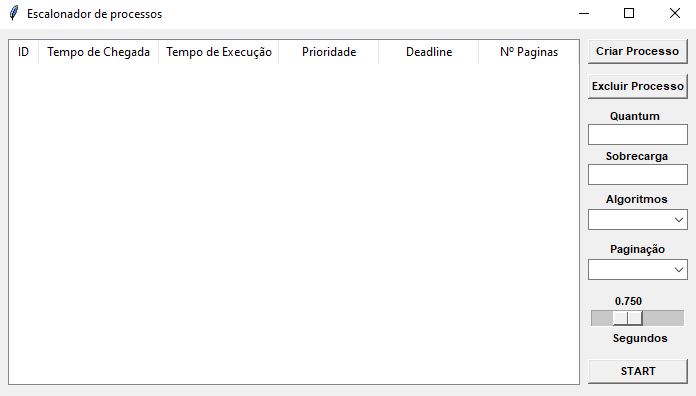 Escalonador de processos
ID Tempo de Chegada Tempo de Execução Prioridade Deadline Nº Paginas
Criar Processo
Excluir Processo
Quantum
Sobrecarga
Algoritmos
Paginação
0.750
Segundos
START